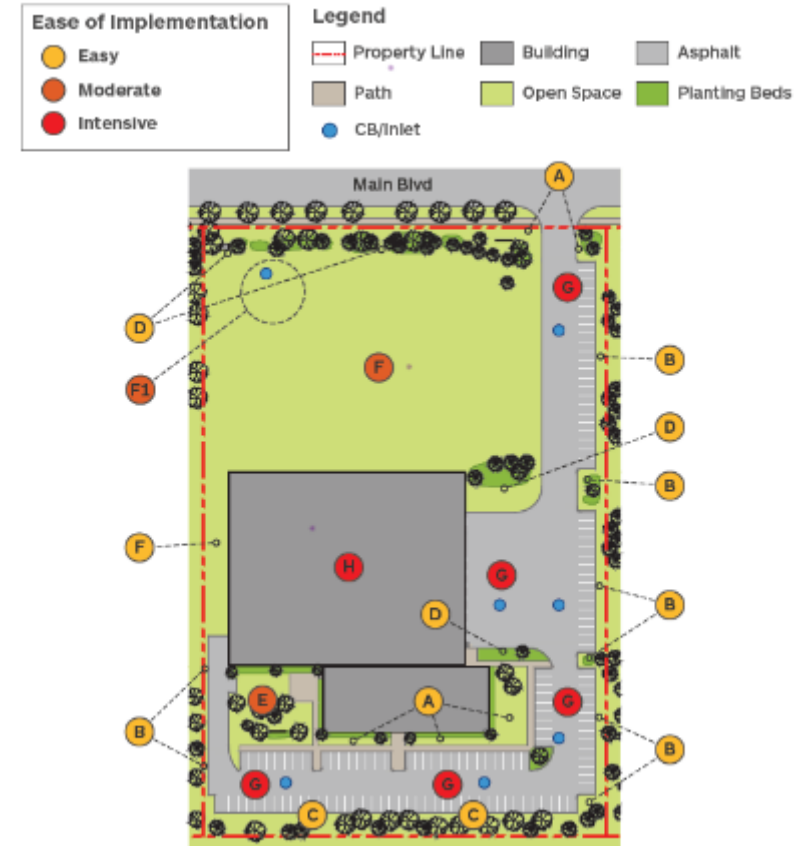 Ease of Implementation
Easy
Moderate
Intensive
Legend
Property Line
Building
Asphalt
Path
Open Space
Planting Beds
CB/Inlet
Main Blvd
A
G
D
B
F1
F
D
B
F
H
G
D
B
E
A
G
B
B
G
G
C
C